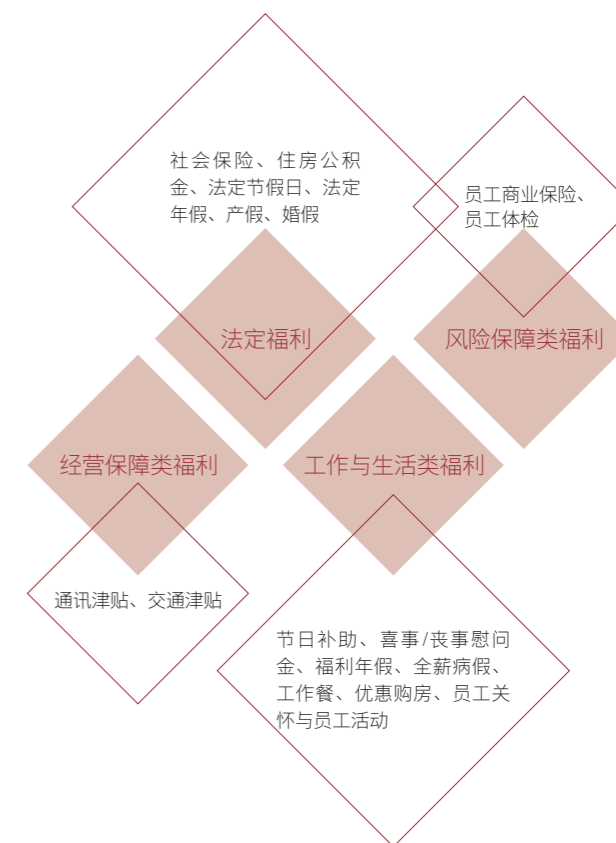 社会保险、住房公积
金、法定节假日、法定
年假、产假、婚假
法定福利
员工商业保险、
员工体检
风险保障类福利
经营保障类福利
通讯津贴、交通津贴
工作与生活类福利
节日补助、喜事/丧事慰问
金、福利年假、全薪病假、
工作餐、优惠购房、员工关
怀与员工活动